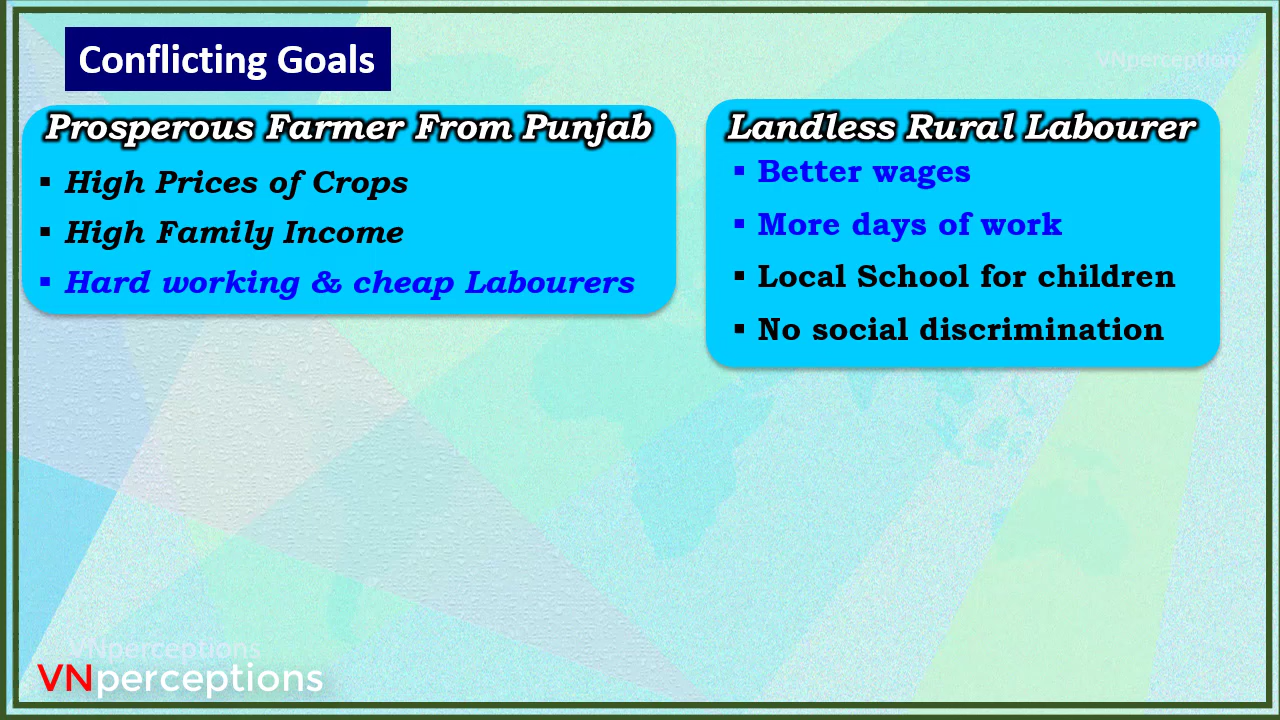 Conflicting Goals
VNperceptions
Prosperous Farmer From Punjab
▪ High Prices of Crops
▪ High Family Income
▪ Hard working & cheap Labourers
Landless Rural Labourer
▪ Better wages
▪ More days of work
▪ Local School for children
▪ No social discrimination
VNperceptions
VNperceptions